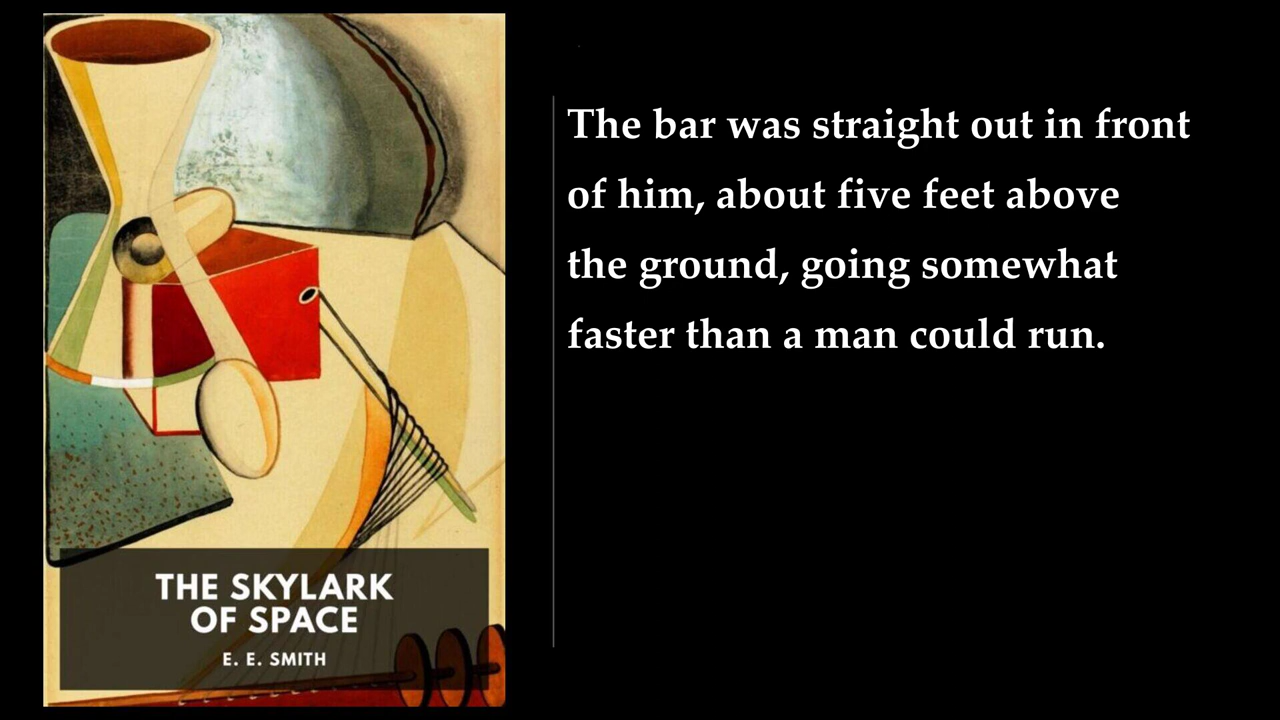 The bar was straight out in front
of him, about five feet above
the ground, going somewhat
faster than a man could run.
THE SKYLARK
OF SPACE
E. E. SMITH